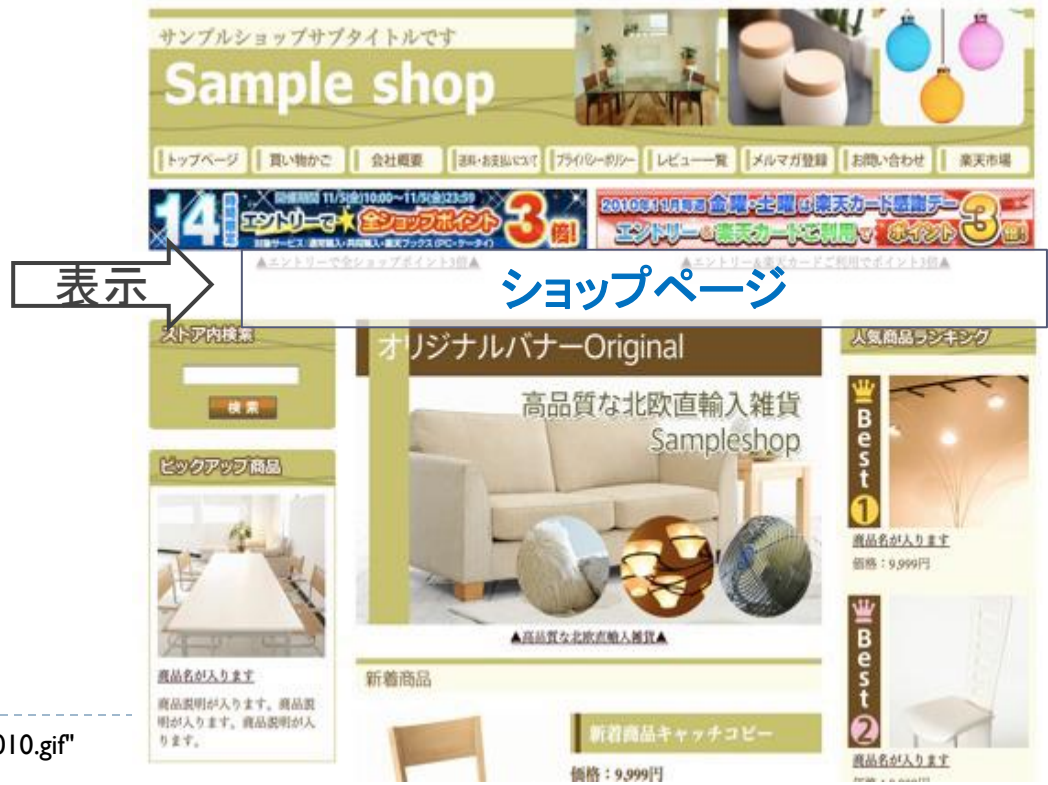 サンプルショップサブタイトルです
Sample shop
トップページ
買い物かご
会社概要
送料・お支払について
プライバシーポリシー
レビュー一覧
メルマガ登録
お問い合わせ
楽天市場
14
開催期間 11/5(金)10:00～11/5(金)23:59
エントリーで★全ショップポイント3倍!
2010年11月毎週 金曜・土曜は楽天カード感謝デー
エントリー&楽天カードご利用でポイント3倍!
▲エントリーで全ショップポイント3倍▲
▲エントリー&楽天カードご利用でポイント3倍▲
表示
ショップページ
ストア内検索
検索
ピックアップ商品
商品名が入ります
商品説明が入ります。商品説
明が入ります。商品説明が入
ります。
オリジナルバナーOriginal
高品質な北欧直輸入雑貨
Sampleshop
▲高品質な北欧直輸入雑貨▲
新着商品
新着商品キャッチコピー
価格：9,999円
人気商品ランキング
Best
1
商品名が入ります
価格：9,999円
Best
2
商品名が入ります
010.gif"